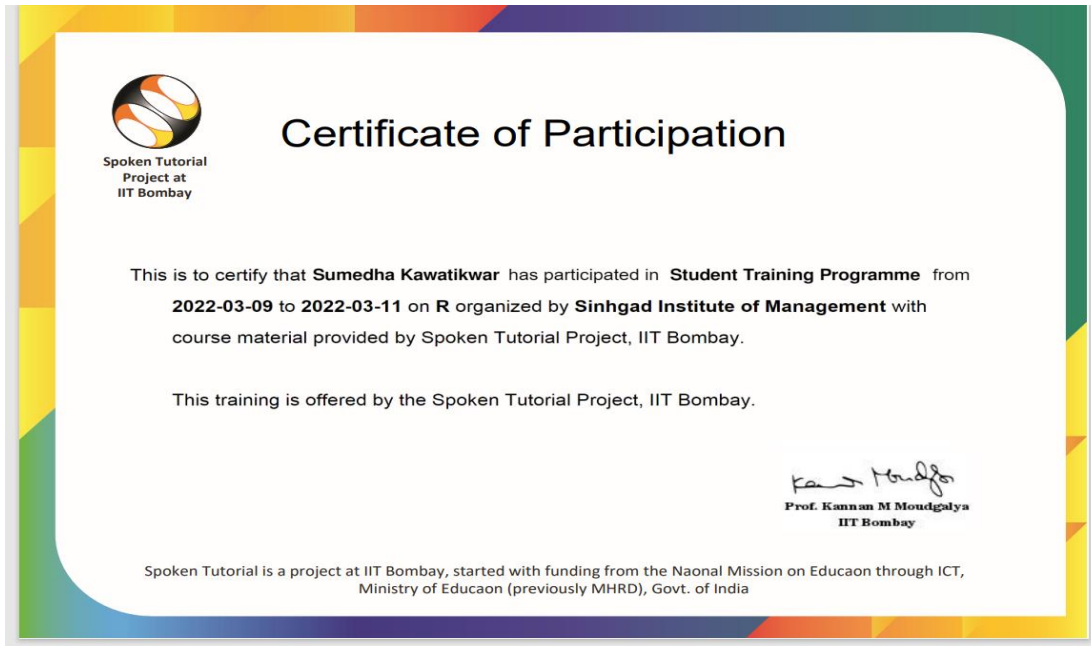 Spoken Tutorial
Project at
IIT Bombay
Certificate of Participation
This is to certify that Sumedha Kawatikwar has participated in Student Training Programme from
2022-03-09 to 2022-03-11 on R organized by Sinhgad Institute of Management with
course material provided by Spoken Tutorial Project, IIT Bombay.
This training is offered by the Spoken Tutorial Project, IIT Bombay.
Kannan Moudgalya
Prof. Kannan M Moudgalya
IIT Bombay
Spoken Tutorial is a project at IIT Bombay, started with funding from the Naonal Mission on Educaon through ICT,
Ministry of Educaon (previously MHRD), Govt. of India